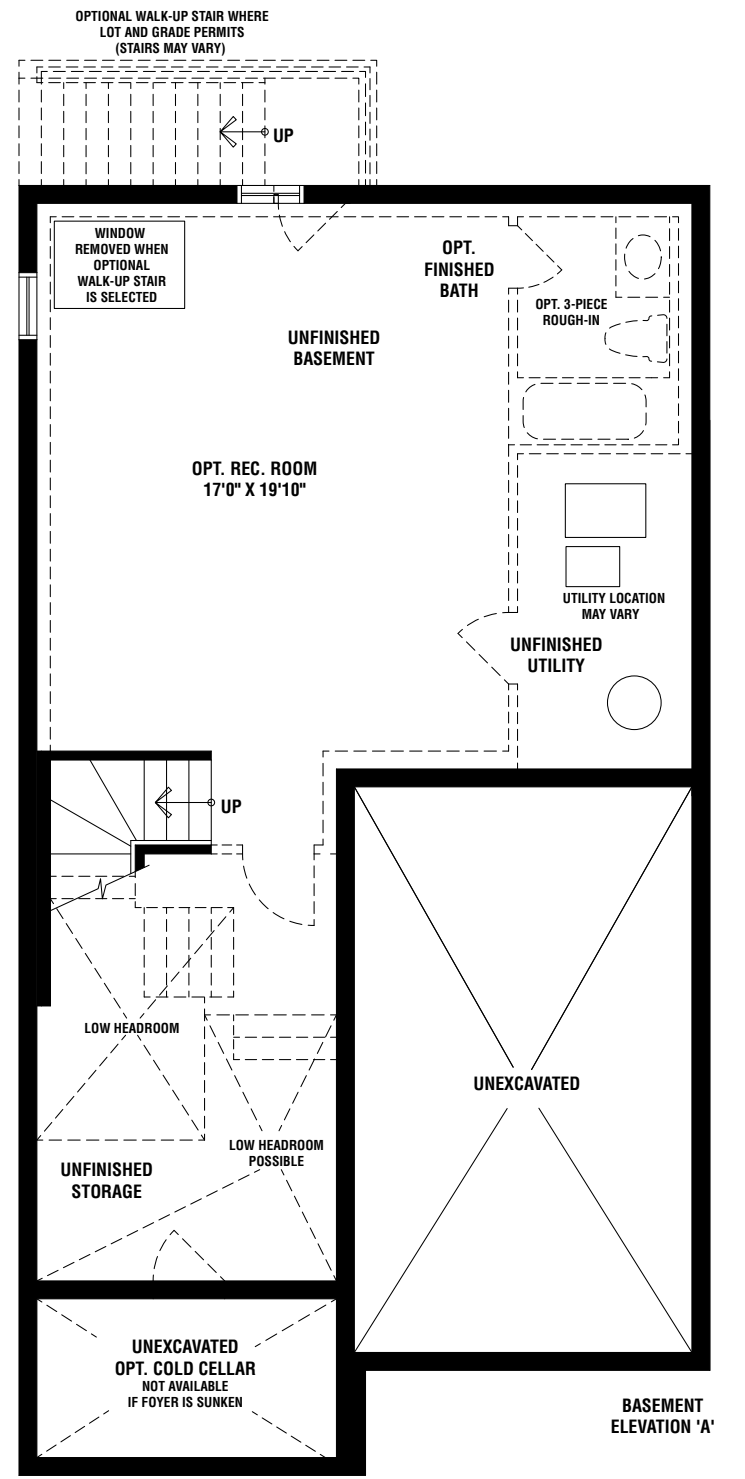 OPTIONAL WALK-UP STAIR WHERE
LOT AND GRADE PERMITS
(STAIRS MAY VARY)
UP
WINDOW
REMOVED WHEN
OPTIONAL
WALK-UP STAIR
IS SELECTED
OPT.
FINISHED
BATH
OPT. 3-PIECE
ROUGH-IN
UNFINISHED
BASEMENT
OPT. REC. ROOM
17'0" X 19'10"
UTILITY LOCATION
MAY VARY
UNFINISHED
UTILITY
UP
LOW HEADROOM
UNEXCAVATED
LOW HEADROOM
POSSIBLE
UNFINISHED
STORAGE
UNEXCAVATED
OPT. COLD CELLAR
NOT AVAILABLE
IF FOYER IS SUNKEN
BASEMENT
ELEVATION 'A'